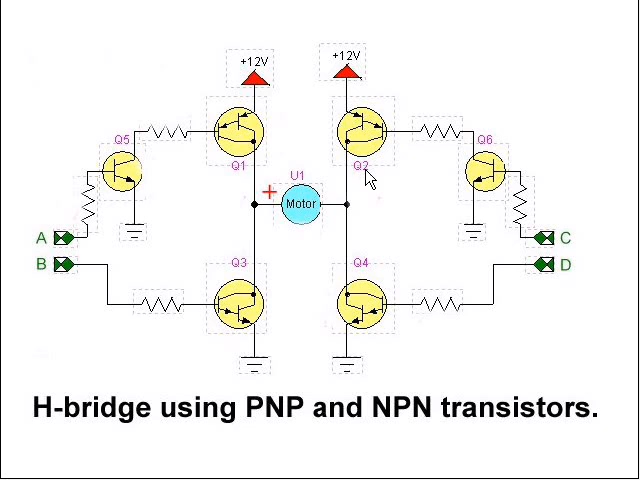 +12V +12V
Q5 Q6
Q1 Q2
U1
+
Motor
A C
B D
Q3 Q4
H-bridge using PNP and NPN transistors.